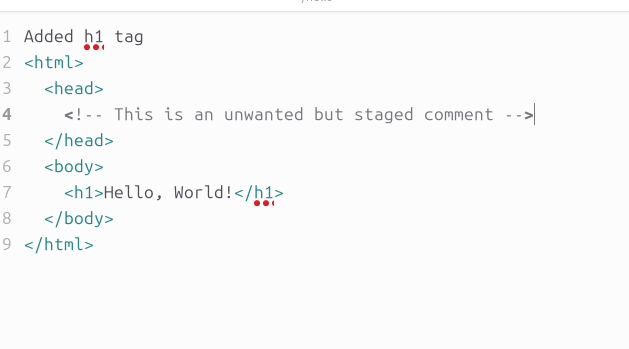 1 Added h1 tag
2 <html>
3   <head>
4     <!-- This is an unwanted but staged comment -->
5   </head>
6   <body>
7     <h1>Hello, World!</h1>
8   </body>
9 </html>